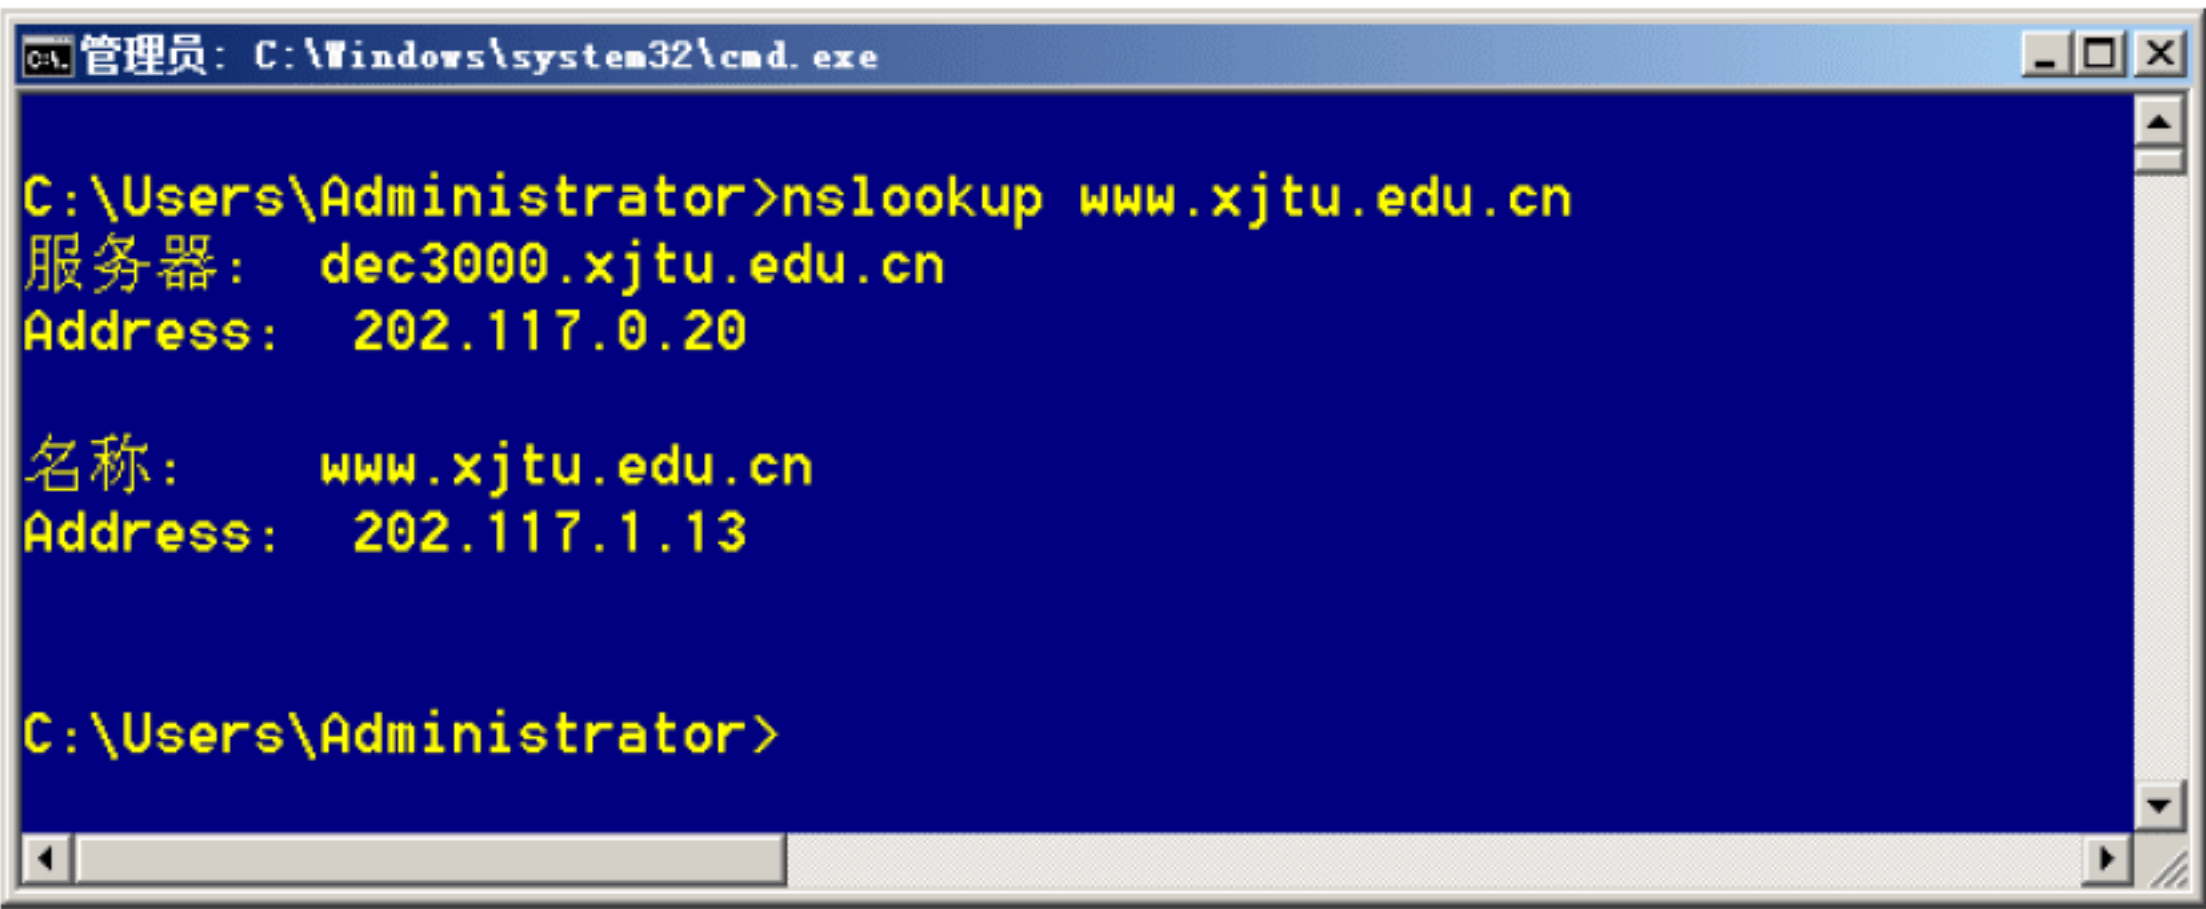 管理员: C:\Windows\system32\cmd.exe
C:\Users\Administrator>nslookup www.xjtu.edu.cn
服务器:  dec3000.xjtu.edu.cn
Address:  202.117.0.20
名称:    www.xjtu.edu.cn
Address:  202.117.1.13
C:\Users\Administrator>